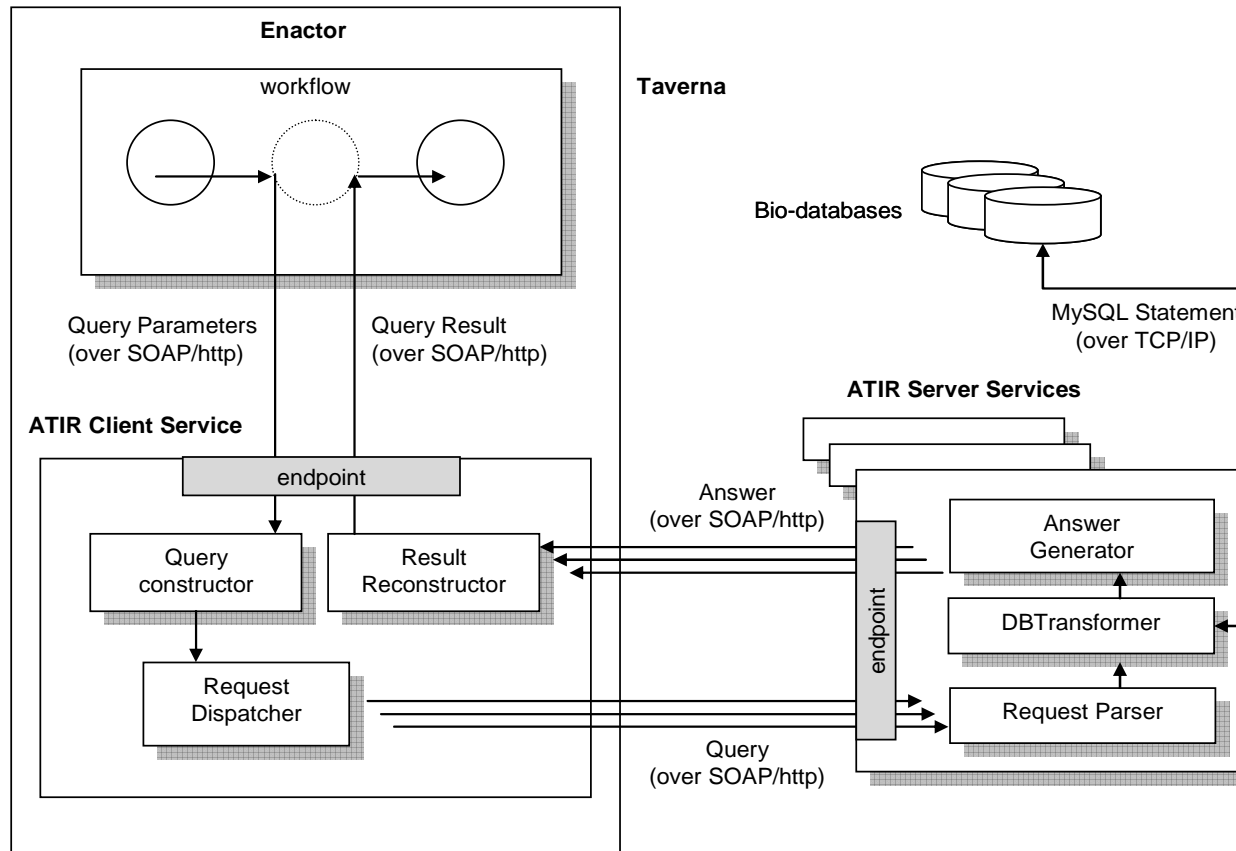 Enactor
workflow
Taverna
Bio-databases
Query Parameters
(over SOAP/http)
Query Result
(over SOAP/http)
MySQL Statement
(over TCP/IP)
ATIR Client Service
ATIR Server Services
endpoint
Answer
(over SOAP/http)
Query
constructor
Result
Reconstructor
Answer
Generator
DBTransformer
endpoint
Request
Dispatcher
Request Parser
Query
(over SOAP/http)